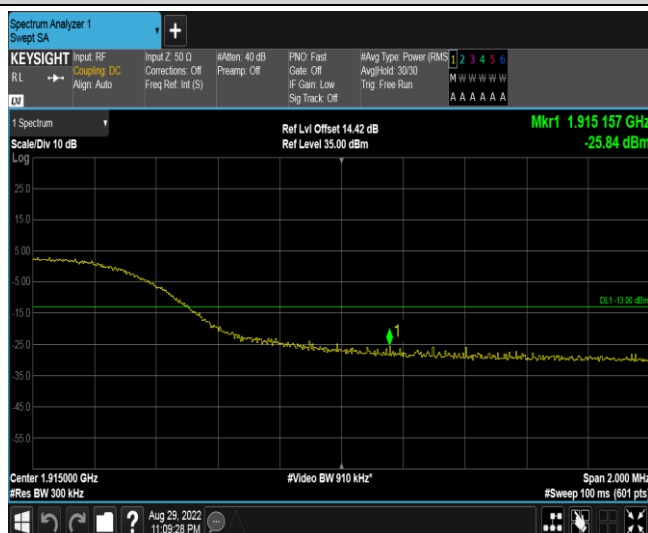 Spectrum Analyzer 1
Swept SA
+
KEYSIGHT
RL
Input: RF
Coupling: DC
Align: Auto
Input Z: 50 Ω
Corrections: Off
Freq Ref: Int (S)
#Atten: 40 dB
Preamp: Off
PNO: Fast
Gate: Off
IF Gain: Low
Sig Track: Off
#Avg Type: Power (RMS
Avg|Hold: 30/30
Trig: Free Run
1 2 3 4 5 6
M W W W W W
A A A A A A
LXI
1 Spectrum
Scale/Div 10 dB
Log
Ref Lvl Offset 14.42 dB
Ref Level 35.00 dBm
Mkr1 1.915 157 GHz
-25.84 dBm
25.0
15.0
5.00
-5.00
-15.0
-25.0
-35.0
-45.0
-55.0
DL1 -13.00 dBm
1
Center 1.915000 GHz
#Res BW 300 kHz
#Video BW 910 kHz*
Span 2.000 MHz
#Sweep 100 ms (601 pts)
?
Aug 29, 2022
11:09:28 PM